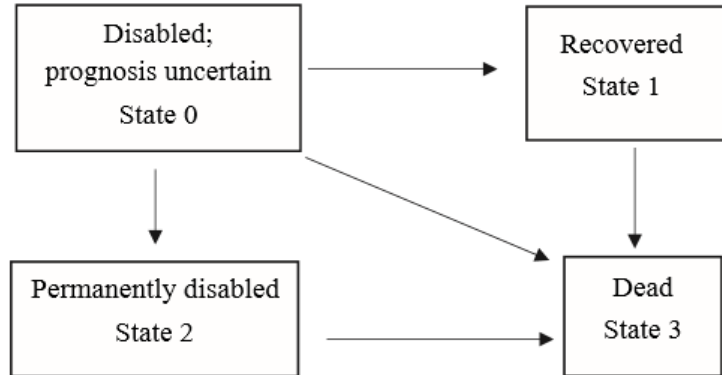 Disabled;
prognosis uncertain
State 0
Recovered
State 1
Permanently disabled
State 2
Dead
State 3